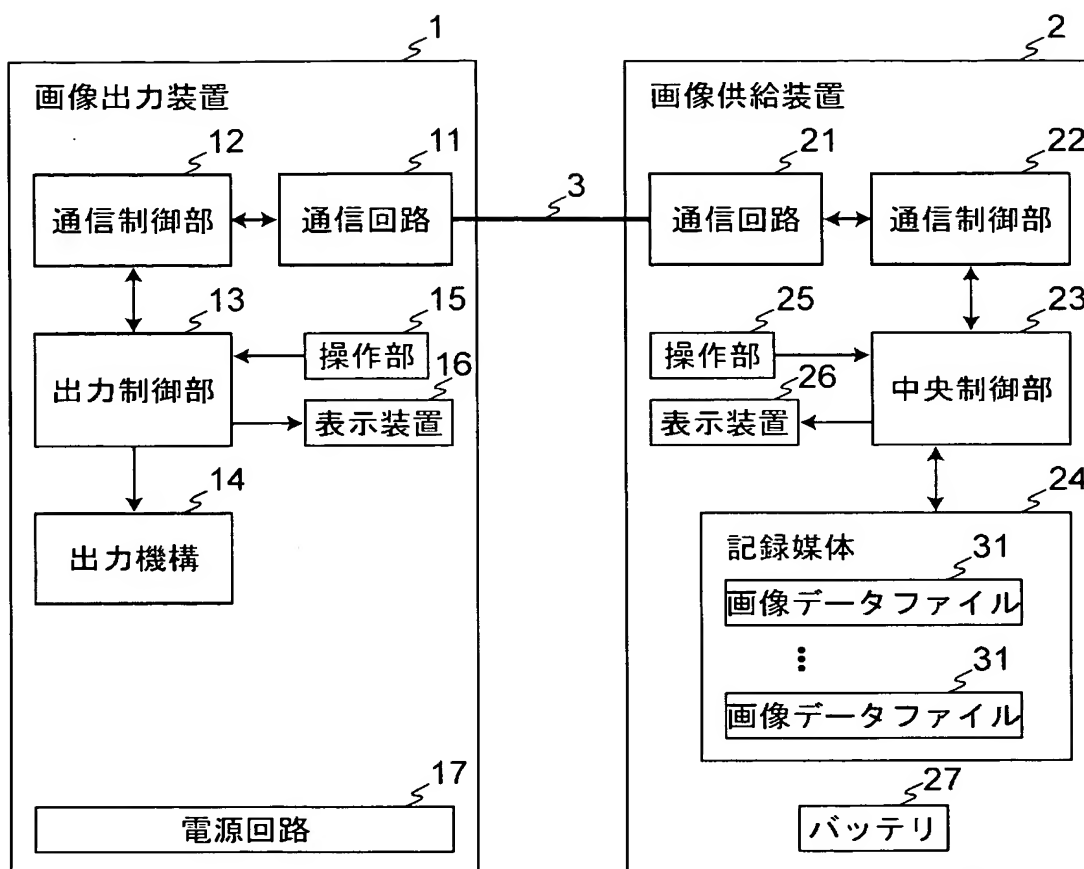 1
画像出力装置
12
11
通信制御部
通信回路
3
13
15
出力制御部
操作部
16
表示装置
14
出力機構
17
電源回路
2
画像供給装置
21
22
通信回路
通信制御部
25
23
操作部
26
中央制御部
表示装置
24
記録媒体
31
画像データファイル
31
画像データファイル
27
バッテリ